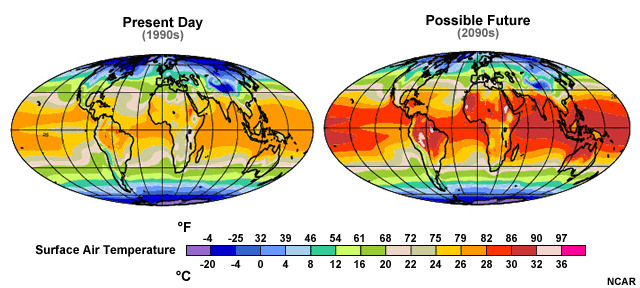 Present Day
(1990s)
Possible Future
(2090s)
°F
-4 -25 32 39 46 54 61 68 72 75 79 82 86 90 97
Surface Air Temperature
-20 -4 0 4 8 12 16 20 22 24 26 28 30 32 36
°C
NCAR